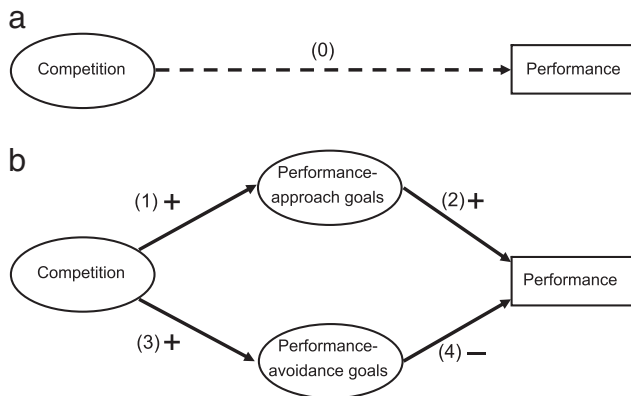 a
(0)
Competition
Performance
b
Performance-
approach goals
(1) +
(2) +
Competition
Performance
(3) +
Performance-
avoidance goals
(4) −